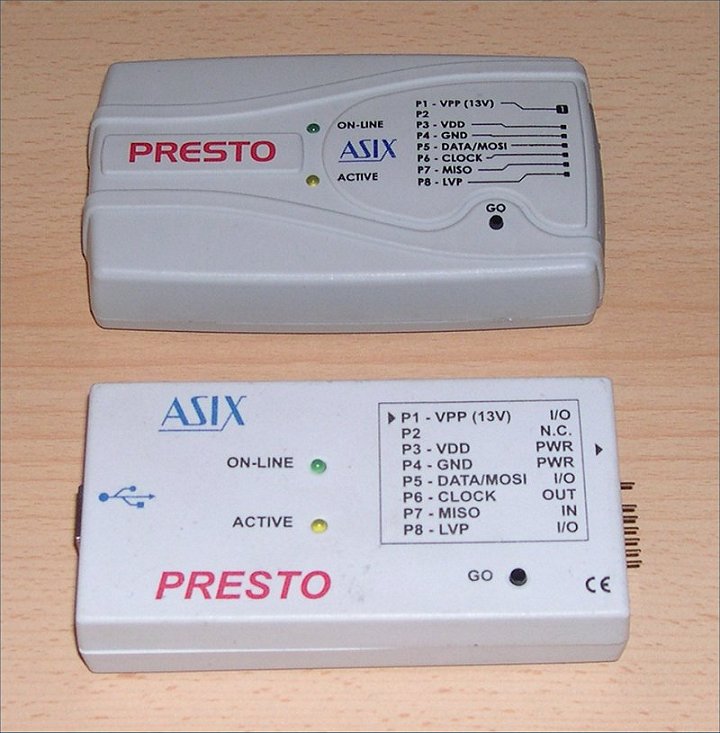 PRESTO
ON-LINE
ASIX
ACTIVE
P1 - VPP (13V)
P2
P3 - VDD
P4 - GND
P5 - DATA/MOSI
P6 - CLOCK
P7 - MISO
P8 - LVP
1
GO
ASIX
ON-LINE
ACTIVE
PRESTO
P1 - VPP (13V) I/O
P2 N.C.
P3 - VDD PWR
P4 - GND PWR
P5 - DATA/MOSI I/O
P6 - CLOCK OUT
P7 - MISO IN
P8 - LVP I/O
GO
CE